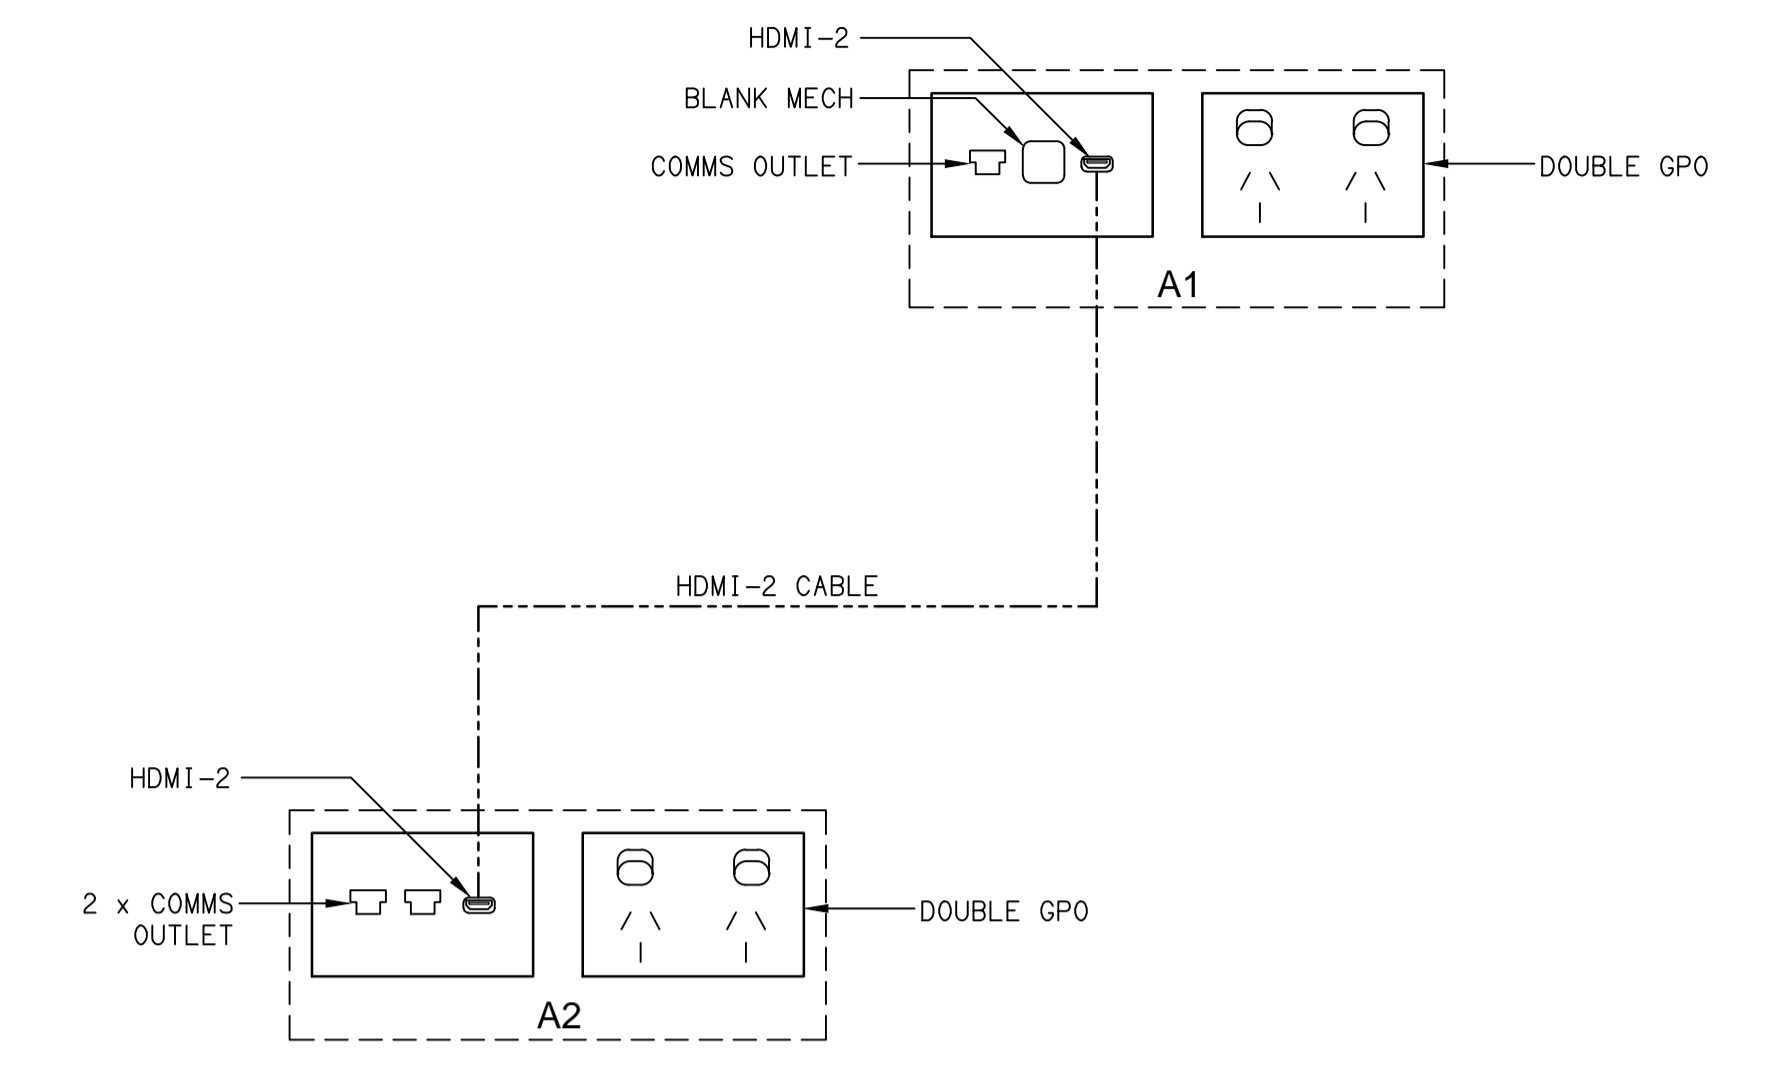 HDMI-2
BLANK MECH
COMMS OUTLET
DOUBLE GPO
A1
HDMI-2 CABLE
HDMI-2
2 x COMMS
OUTLET
DOUBLE GPO
A2